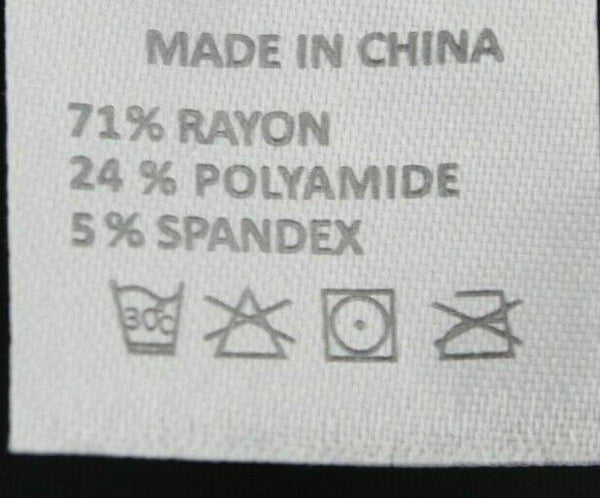 MADE IN CHINA
71% RAYON
24 % POLYAMIDE
5 % SPANDEX
30C